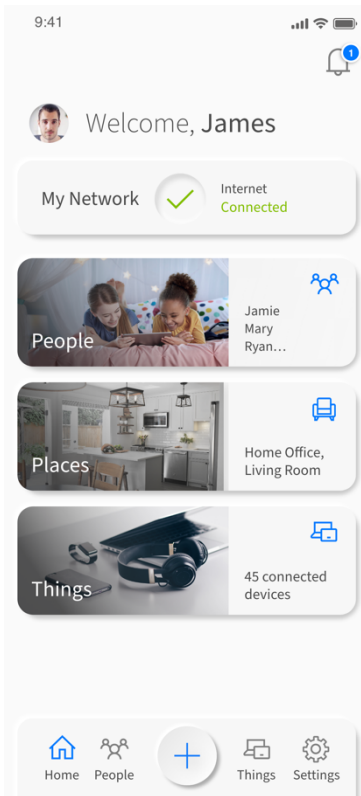 9:41
1
Welcome, James
My Network
Internet
Connected
People
Jamie
Mary
Ryan…
Places
Home Office,
Living Room
Things
45 connected
devices
Home
People
Things
Settings